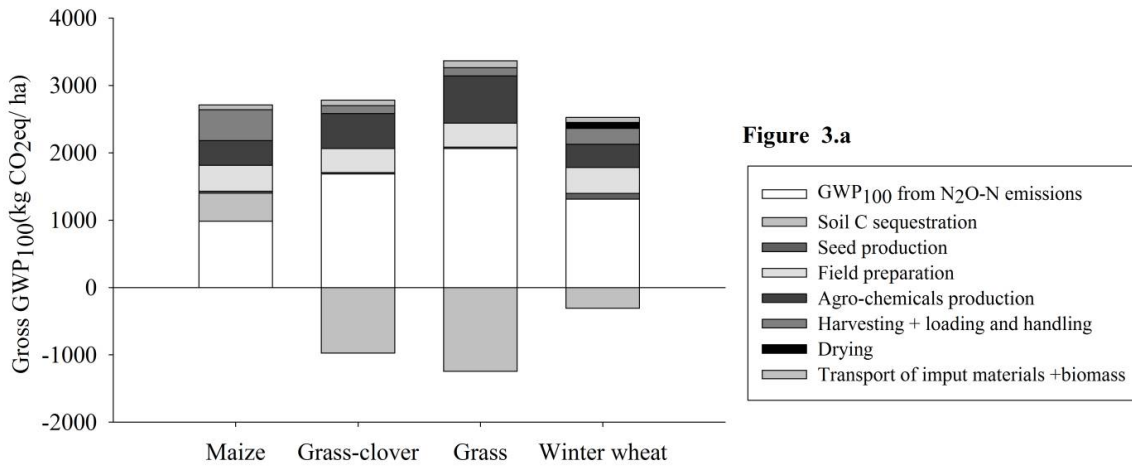 4000
3000
2000
1000
0
-1000
-2000
Gross GWP100(kg CO2eq/ ha)
Maize Grass-clover Grass Winter wheat
Figure 3.a
GWP100 from N2O-N emissions
Soil C sequestration
Seed production
Field preparation
Agro-chemicals production
Harvesting + loading and handling
Drying
Transport of imput materials +biomass